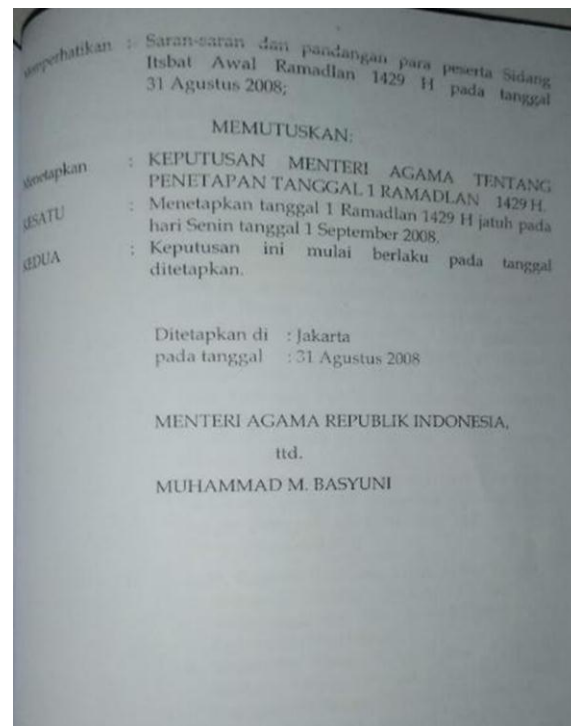 Memperhatikan : Saran-saran dan pandangan para peserta Sidang
Itsbat Awal Ramadlan 1429 H pada tanggal
31 Agustus 2008;
MEMUTUSKAN:
Menetapkan : KEPUTUSAN MENTERI AGAMA TENTANG
PENETAPAN TANGGAL 1 RAMADLAN 1429 H.
KESATU : Menetapkan tanggal 1 Ramadlan 1429 H jatuh pada
hari Senin tanggal 1 September 2008.
KEDUA : Keputusan ini mulai berlaku pada tanggal
ditetapkan.
Ditetapkan di : Jakarta
pada tanggal : 31 Agustus 2008
MENTERI AGAMA REPUBLIK INDONESIA,
ttd.
MUHAMMAD M. BASYUNI